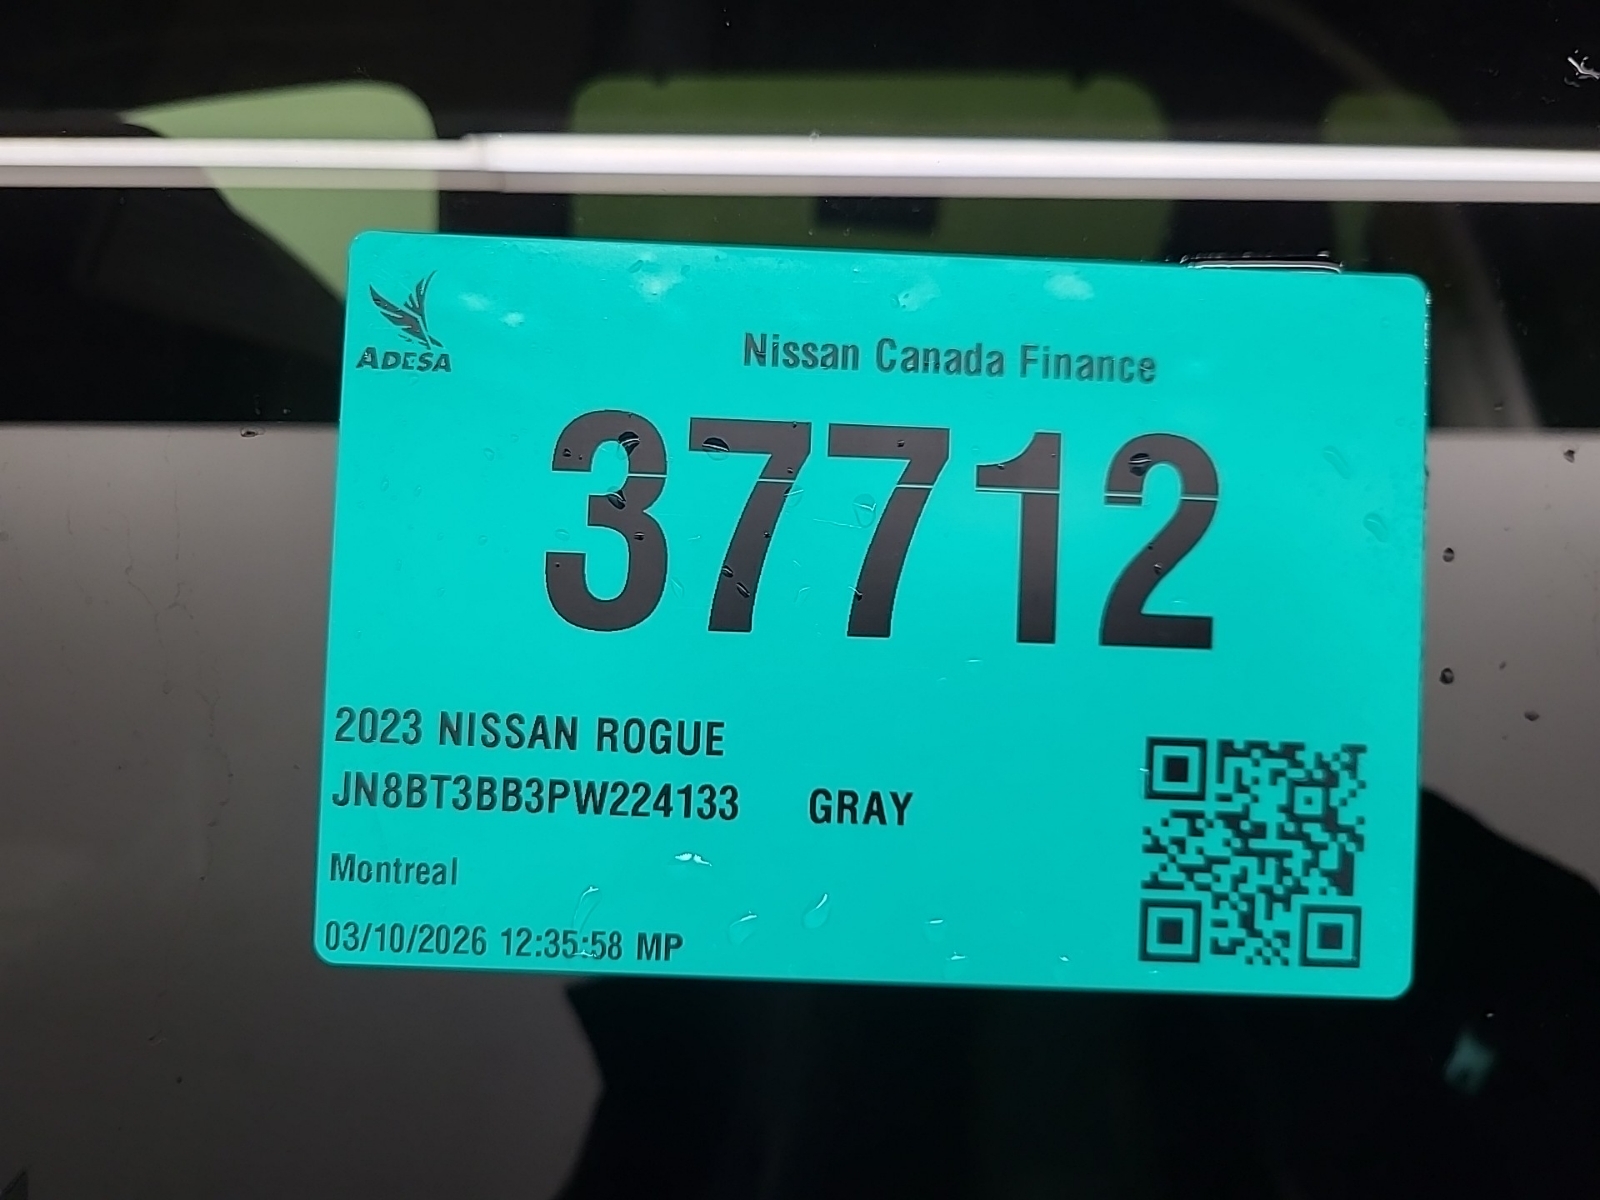 ADESA
Nissan Canada Finance
37712
2023 NISSAN ROGUE
JN8BT3BB3PW224133 GRAY
Montreal
03/10/2026 12:35:58 MP